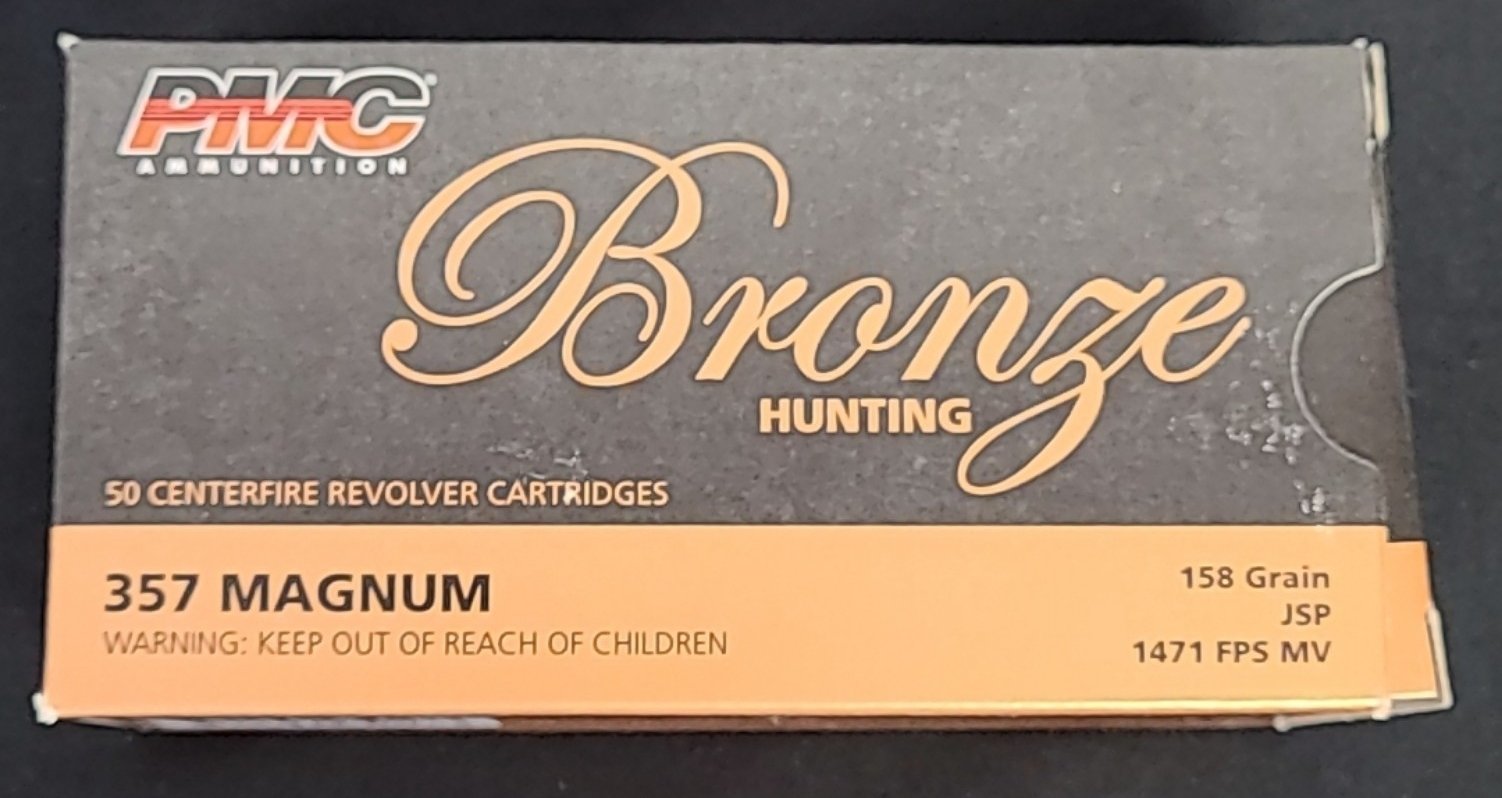 PMC®
AMMUNITION
Bronze
HUNTING
50 CENTERFIRE REVOLVER CARTRIDGES
357 MAGNUM
WARNING: KEEP OUT OF REACH OF CHILDREN
158 Grain
JSP
1471 FPS MV